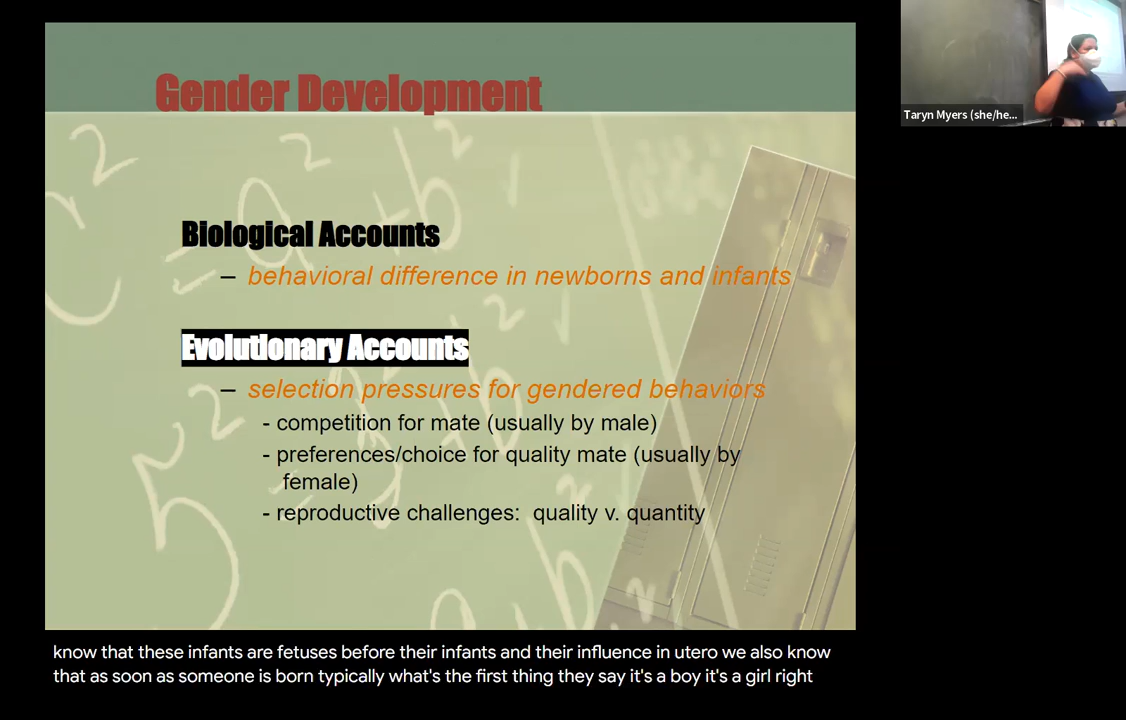 Gender Development
Biological Accounts
– behavioral difference in newborns and infants
Evolutionary Accounts
– selection pressures for gendered behaviors
- competition for mate (usually by male)
- preferences/choice for quality mate (usually by
female)
- reproductive challenges: quality v. quantity
Taryn Myers (she/he...
know that these infants are fetuses before their infants and their influence in utero we also know
that as soon as someone is born typically what's the first thing they say it's a boy it's a girl right